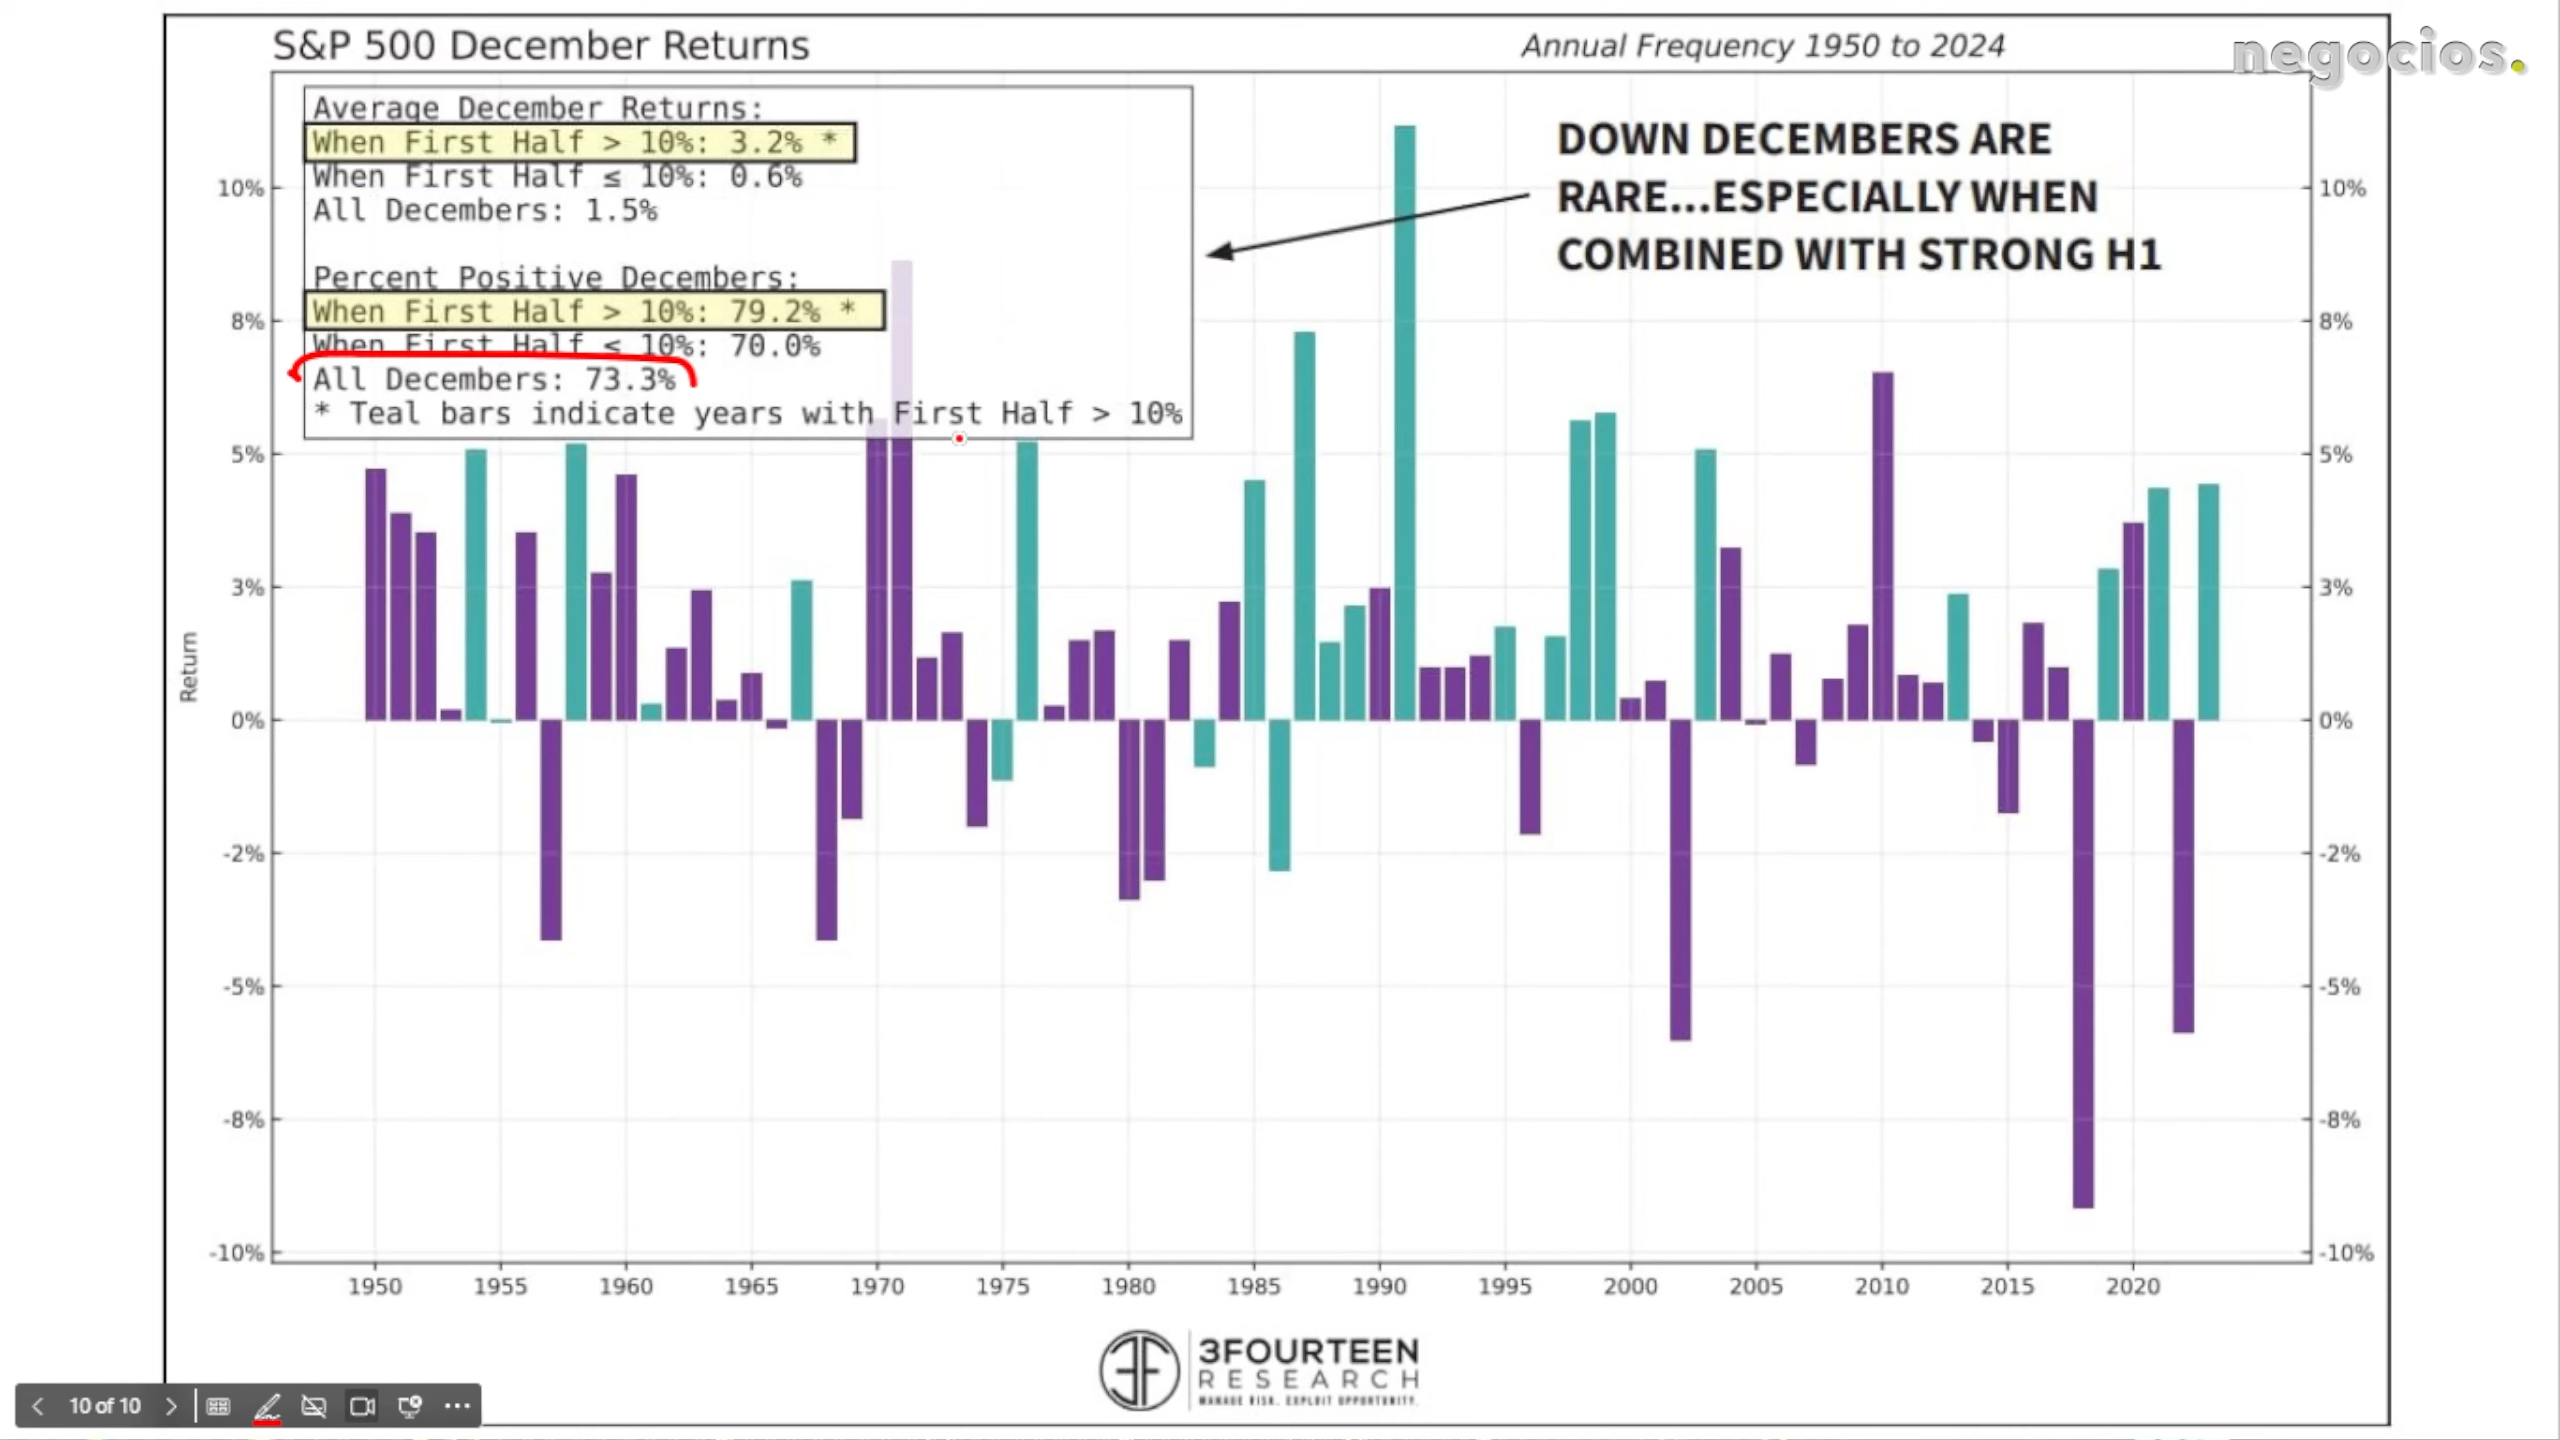 S&P 500 December Returns
Annual Frequency 1950 to 2024
negocios.
Average December Returns:
When First Half > 10%: 3.2% *
When First Half ≤ 10%: 0.6%
All Decembers: 1.5%
Percent Positive Decembers:
When First Half > 10%: 79.2% *
When First Half ≤ 10%: 70.0%
All Decembers: 73.3%
* Teal bars indicate years with First Half > 10%
DOWN DECEMBERS ARE
RARE...ESPECIALLY WHEN
COMBINED WITH STRONG H1
10% 10%
8% 8%
5% 5%
3% 3%
Return
0% 0%
-2% -2%
-5% -5%
-8% -8%
-10% -10%
1950 1955 1960 1965 1970 1975 1980 1985 1990 1995 2000 2005 2010 2015 2020
3FOURTEEN
RESEARCH
MANAGE RISK. EXPLOIT OPPORTUNITY.
10 of 10